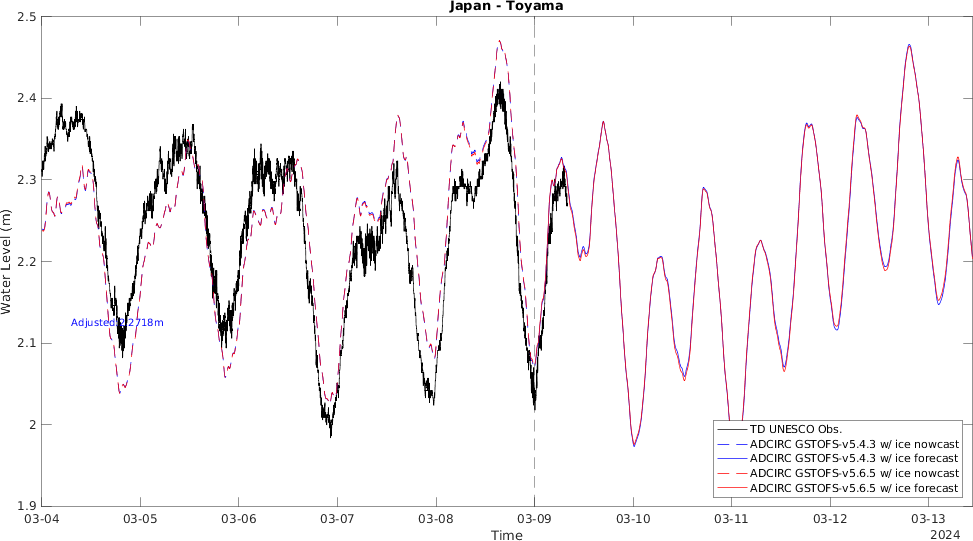 Japan - Toyama
2.5
2.4
2.3
2.2
2.1
2
1.9
Water Level (m)
Adjusted 2.2718m
TD UNESCO Obs.
ADCIRC GSTOFS-v5.4.3 w/ ice nowcast
ADCIRC GSTOFS-v5.4.3 w/ ice forecast
ADCIRC GSTOFS-v5.6.5 w/ ice nowcast
ADCIRC GSTOFS-v5.6.5 w/ ice forecast
03-04 03-05 03-06 03-07 03-08 03-09 03-10 03-11 03-12 03-13
Time
2024